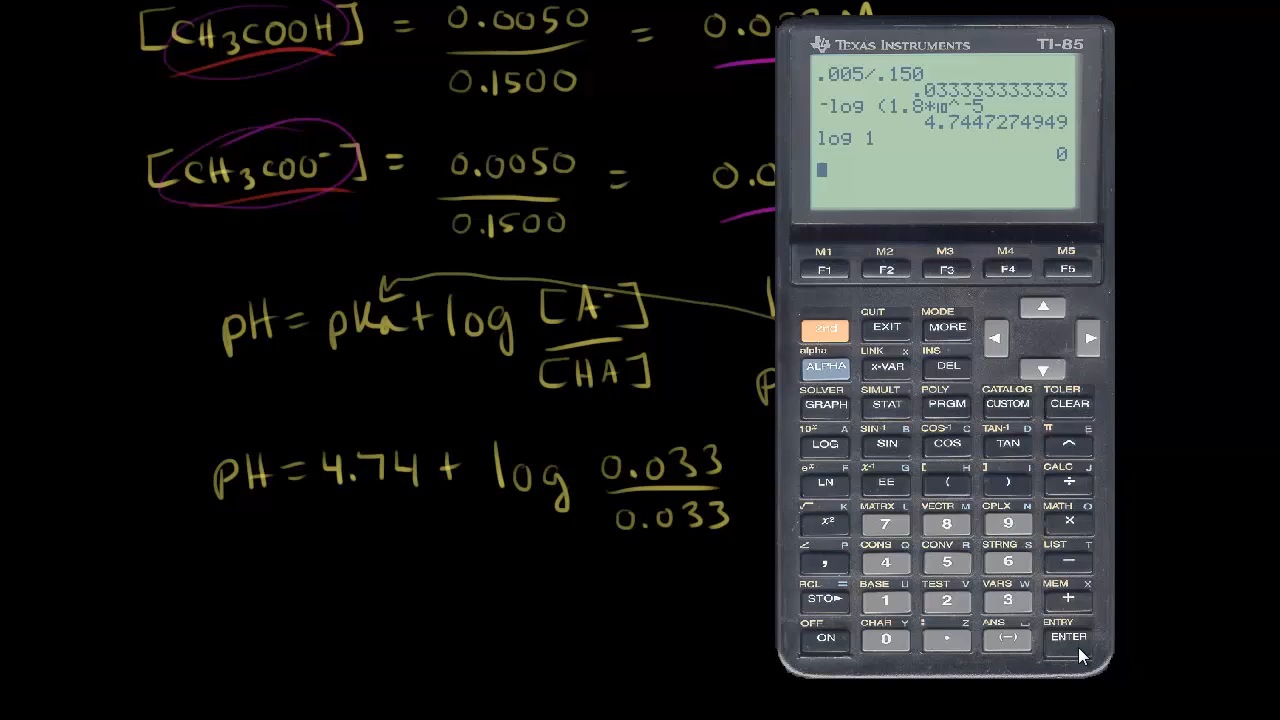 [CH₃COOH] = 0.0050 / 0.1500 =
[CH₃COO⁻] = 0.0050 / 0.1500 =
pH = pKa + log [A⁻] / [HA]
pH = 4.74 + log 0.033 / 0.033
TEXAS INSTRUMENTS TI-85
.005/.150
.033333333333
-log (1.8*10^-5
4.7447274949
log 1
0
M1 M2 M3 M4 M5
F1 F2 F3 F4 F5
QUIT MODE
2nd EXIT MORE
alpha LINK x INS
ALPHA x-VAR DEL
SOLVER SIMULT POLY CATALOG TOLER
GRAPH STAT PRGM CUSTOM CLEAR
10ˣ A SIN⁻¹ B COS⁻¹ C TAN⁻¹ D π E
LOG SIN COS TAN ^
eˣ F x⁻¹ G [ H ] I CALC J
LN EE ( ) ÷
√ K MATRX L VECTR M CPLX N MATH O
x² 7 8 9 ×
∠ P CONS Q CONV R STRNG S LIST T
, 4 5 6 −
RCL = BASE U TEST V VARS W MEM X
STO▸ 1 2 3 +
OFF CHAR Y : Z ANS ␣ ENTRY
ON 0 . (−) ENTER